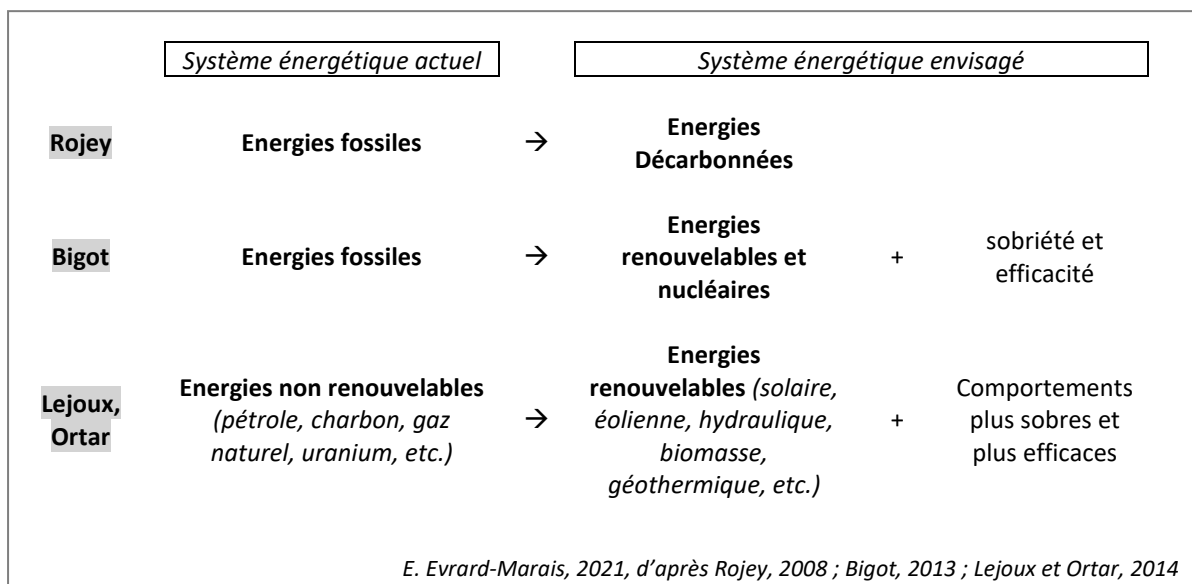 Système énergétique actuel Système énergétique envisagé
Rojey Energies fossiles → Energies
Décarbonnées
Bigot Energies fossiles → Energies
renouvelables et
nucléaires + sobriété et
efficacité
Lejoux,
Ortar Energies non renouvelables
(pétrole, charbon, gaz
naturel, uranium, etc.) → Energies
renouvelables (solaire,
éolienne, hydraulique,
biomasse,
géothermique, etc.) + Comportements
plus sobres et
plus efficaces
E. Evrard-Marais, 2021, d’après Rojey, 2008 ; Bigot, 2013 ; Lejoux et Ortar, 2014